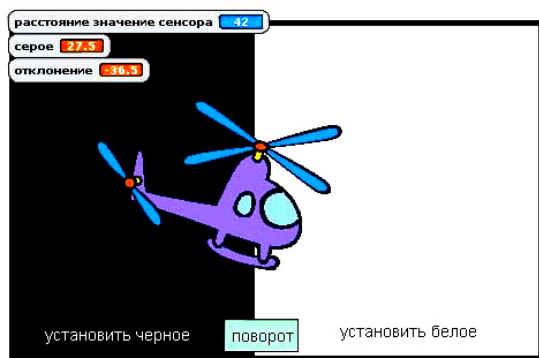 расстояние значение сенсора 42
серое 27.5
отклонение -36.5
установить черное
поворот
установить белое